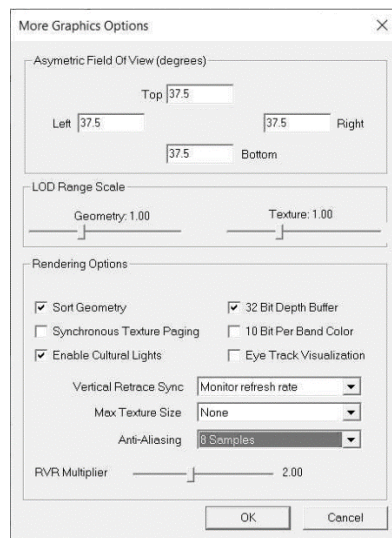 More Graphics Options
Asymetric Field Of View (degrees)
Top 37.5
Left 37.5 37.5 Right
37.5 Bottom
LOD Range Scale
Geometry: 1.00 Texture: 1.00
Rendering Options
Sort Geometry 32 Bit Depth Buffer
Synchronous Texture Paging 10 Bit Per Band Color
Enable Cultural Lights Eye Track Visualization
Vertical Retrace Sync Monitor refresh rate
Max Texture Size None
Anti-Aliasing 8 Samples
RVR Multiplier 2.00
OK Cancel